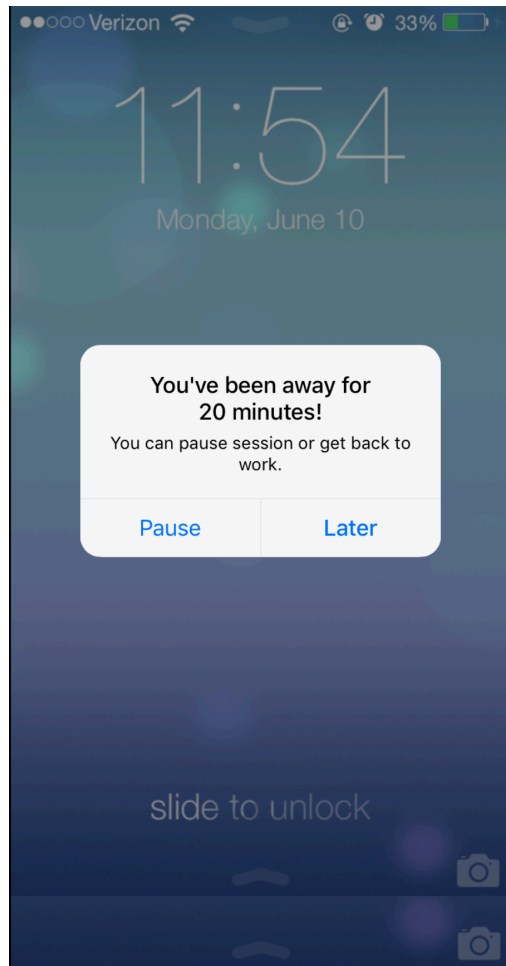 Verizon 33%
11:54
Monday, June 10
You've been away for
20 minutes!
You can pause session or get back to
work.
Pause Later
slide to unlock